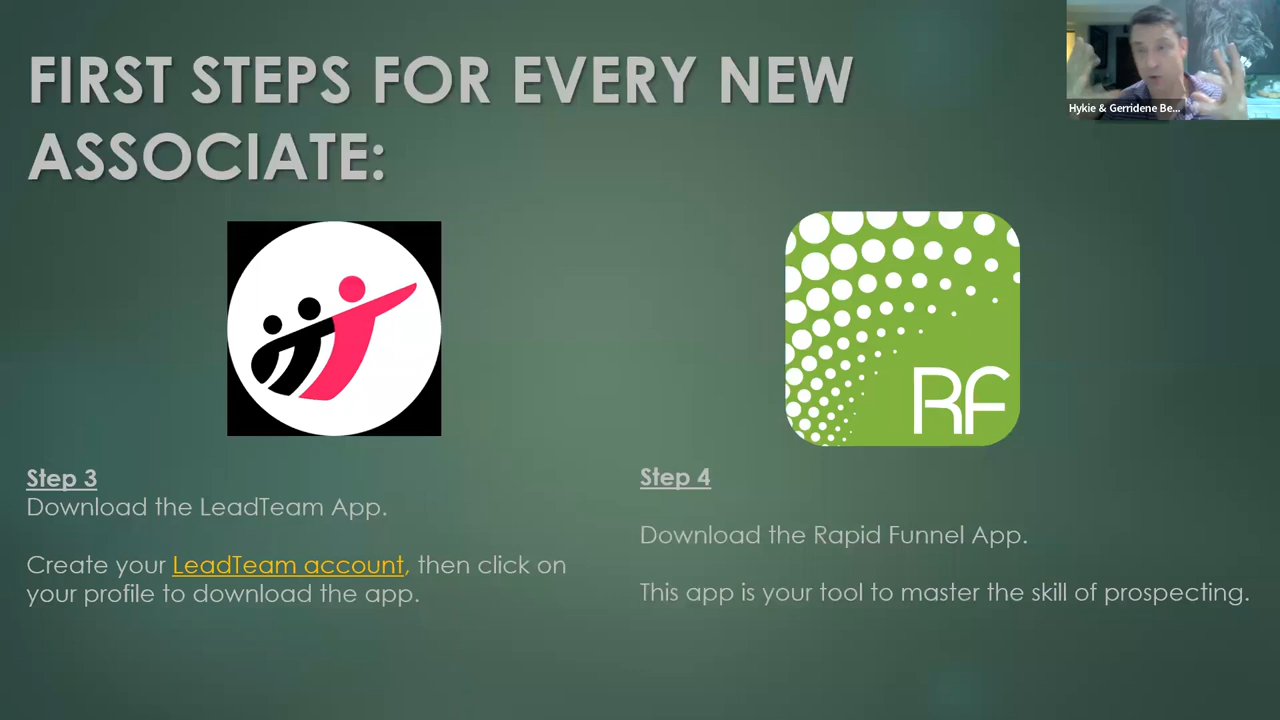 FIRST STEPS FOR EVERY NEW
ASSOCIATE:
Hykie & Gerridene Be...
RF
Step 3
Download the LeadTeam App.
Create your LeadTeam account, then click on
your profile to download the app.
Step 4
Download the Rapid Funnel App.
This app is your tool to master the skill of prospecting.